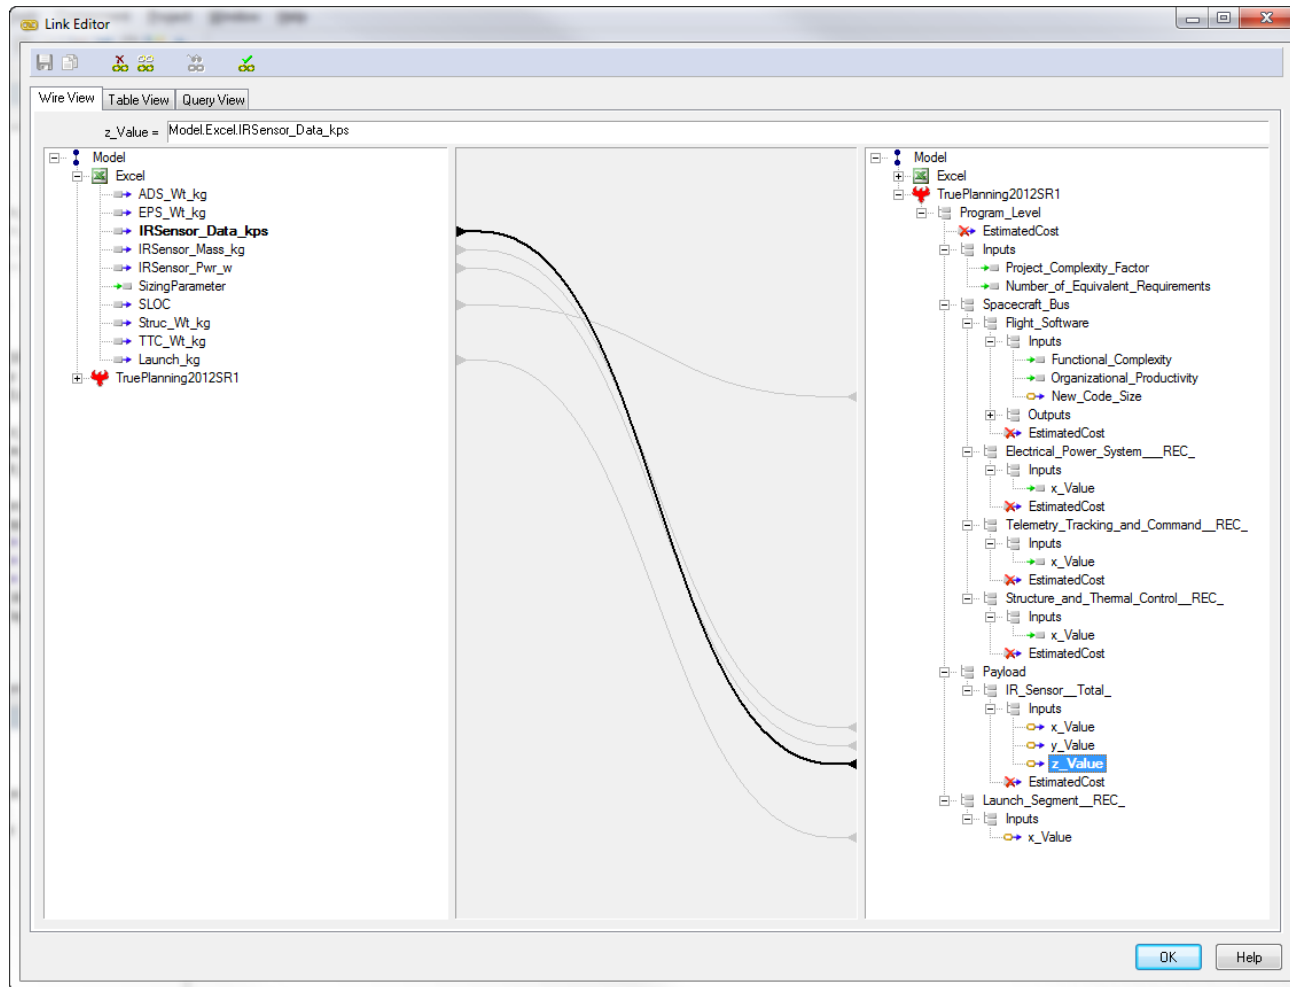 Link Editor
Wire View
Table View
Query View
z_Value = Model.Excel.IRSensor_Data_kps
Model
Excel
ADS_Wt_kg
EPS_Wt_kg
IRSensor_Data_kps
IRSensor_Mass_kg
IRSensor_Pwr_w
SizingParameter
SLOC
Struc_Wt_kg
TTC_Wt_kg
Launch_kg
TruePlanning2012SR1
Model
Excel
TruePlanning2012SR1
Program_Level
EstimatedCost
Inputs
Project_Complexity_Factor
Number_of_Equivalent_Requirements
Spacecraft_Bus
Flight_Software
Inputs
Functional_Complexity
Organizational_Productivity
New_Code_Size
Outputs
EstimatedCost
Electrical_Power_System___REC_
Inputs
x_Value
EstimatedCost
Telemetry_Tracking_and_Command__REC_
Inputs
x_Value
EstimatedCost
Structure_and_Thermal_Control__REC_
Inputs
x_Value
EstimatedCost
Payload
IR_Sensor__Total_
Inputs
x_Value
y_Value
z_Value
EstimatedCost
Launch_Segment__REC_
Inputs
x_Value
OK
Help